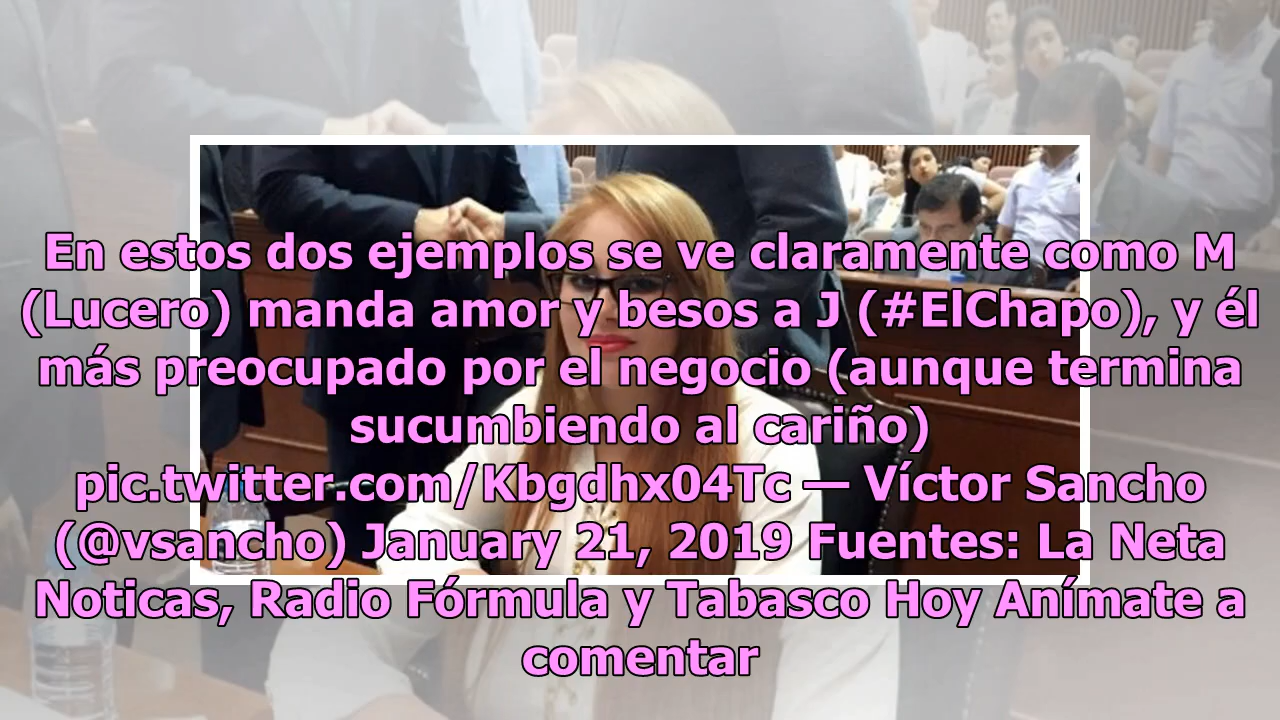 En estos dos ejemplos se ve claramente como M
(Lucero) manda amor y besos a J (#ElChapo), y él
más preocupado por el negocio (aunque termina
sucumbiendo al cariño)
pic.twitter.com/Kbgdhx04Tc — Víctor Sancho
(@vsancho) January 21, 2019 Fuentes: La Neta
Noticas, Radio Fórmula y Tabasco Hoy Anímate a
comentar